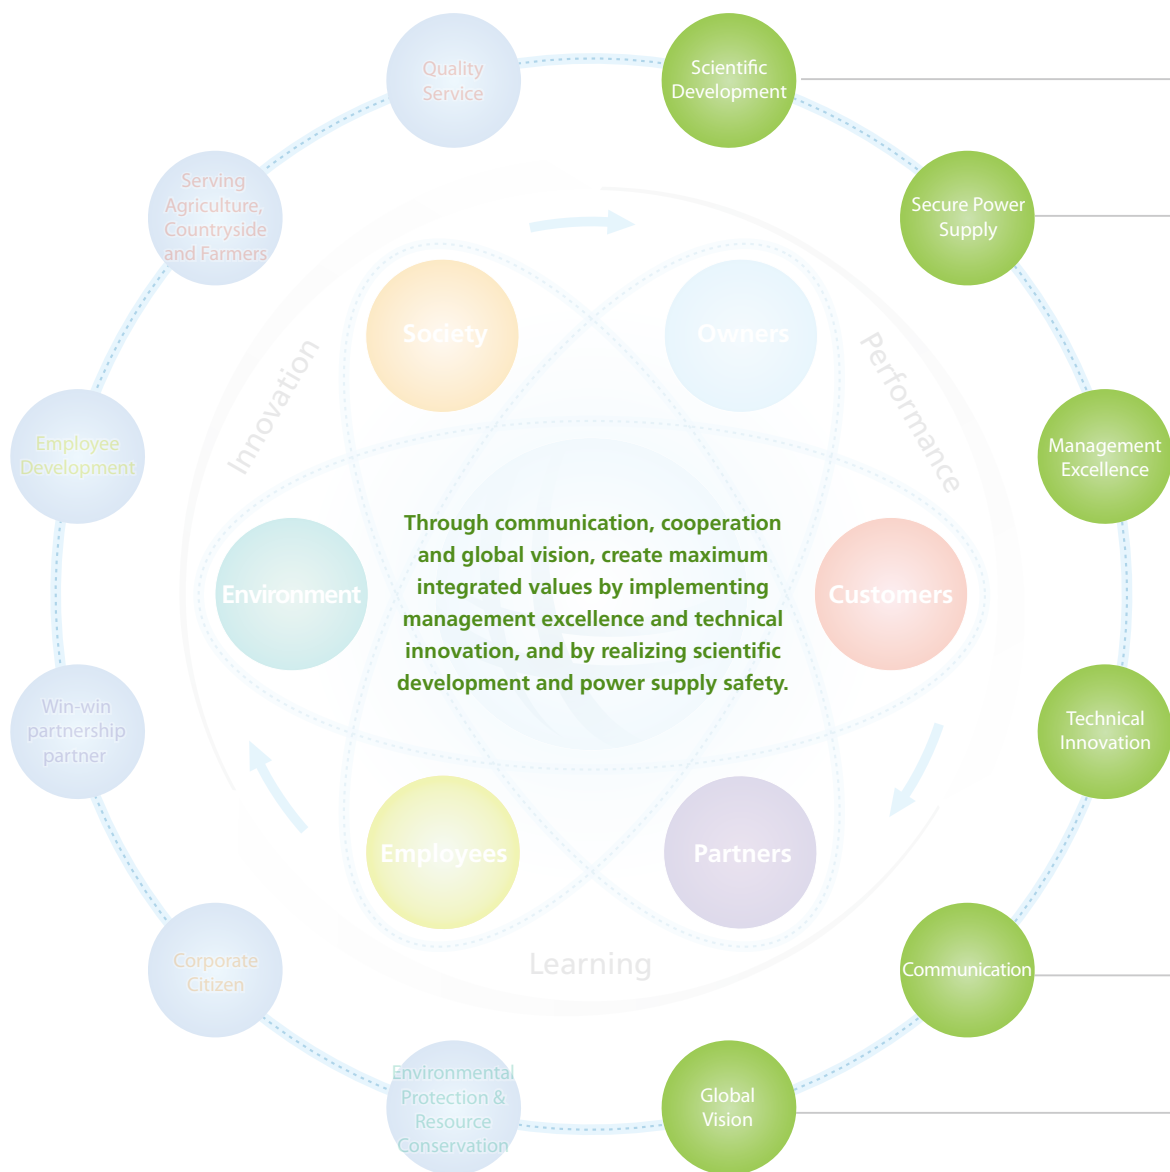 Quality
Service
Scientific
Development
Serving
Agriculture,
Countryside
and Farmers
Secure Power
Supply
Society
Owners
Innovation
Performance
Employee
Development
Management
Excellence
Through communication, cooperation
and global vision, create maximum
integrated values by implementing
management excellence and technical
innovation, and by realizing scientific
development and power supply safety.
Environment
Customers
Win-win
partnership
partner
Technical
Innovation
Employees
Partners
Learning
Corporate
Citizen
Communication
Environmental
Protection &
Resource
Conservation
Global
Vision